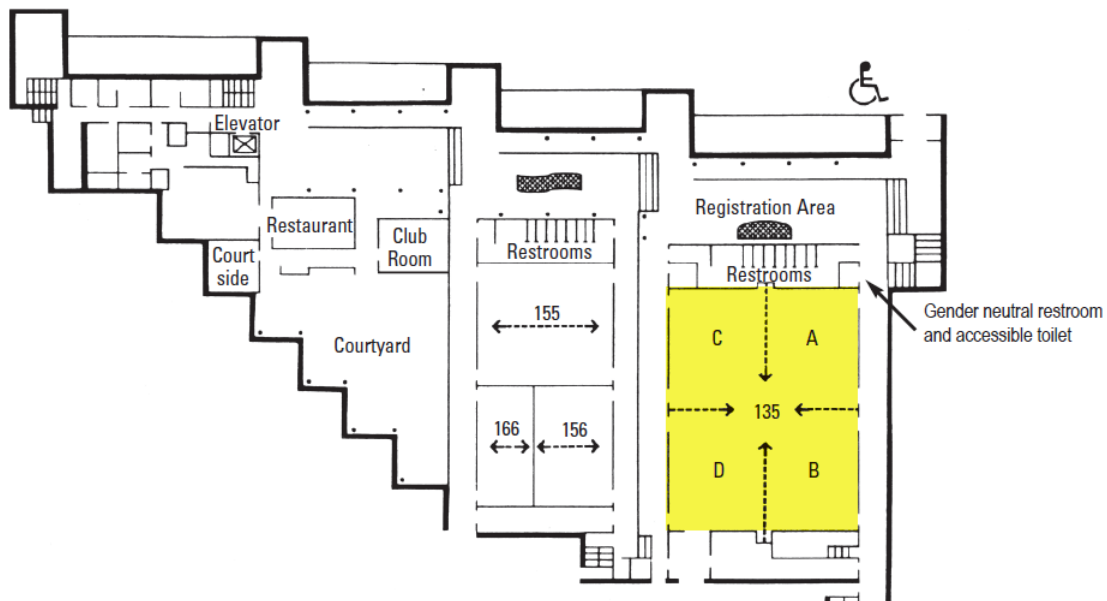 Elevator
Restaurant
Club
Room
Court
side
Courtyard
Restrooms
155
166
156
Registration Area
Restrooms
C
A
135
D
B
Gender neutral restroom
and accessible toilet